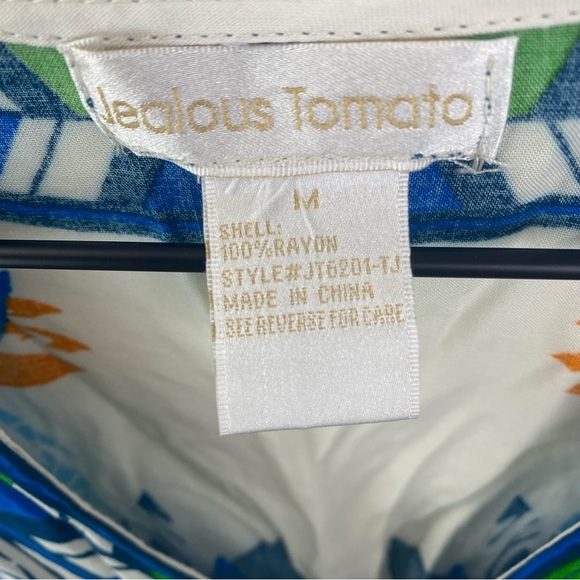 Jealous Tomato
M
SHELL:
100%RAYON
STYLE#JT6201-TJ
MADE IN CHINA
SEE REVERSE FOR CARE